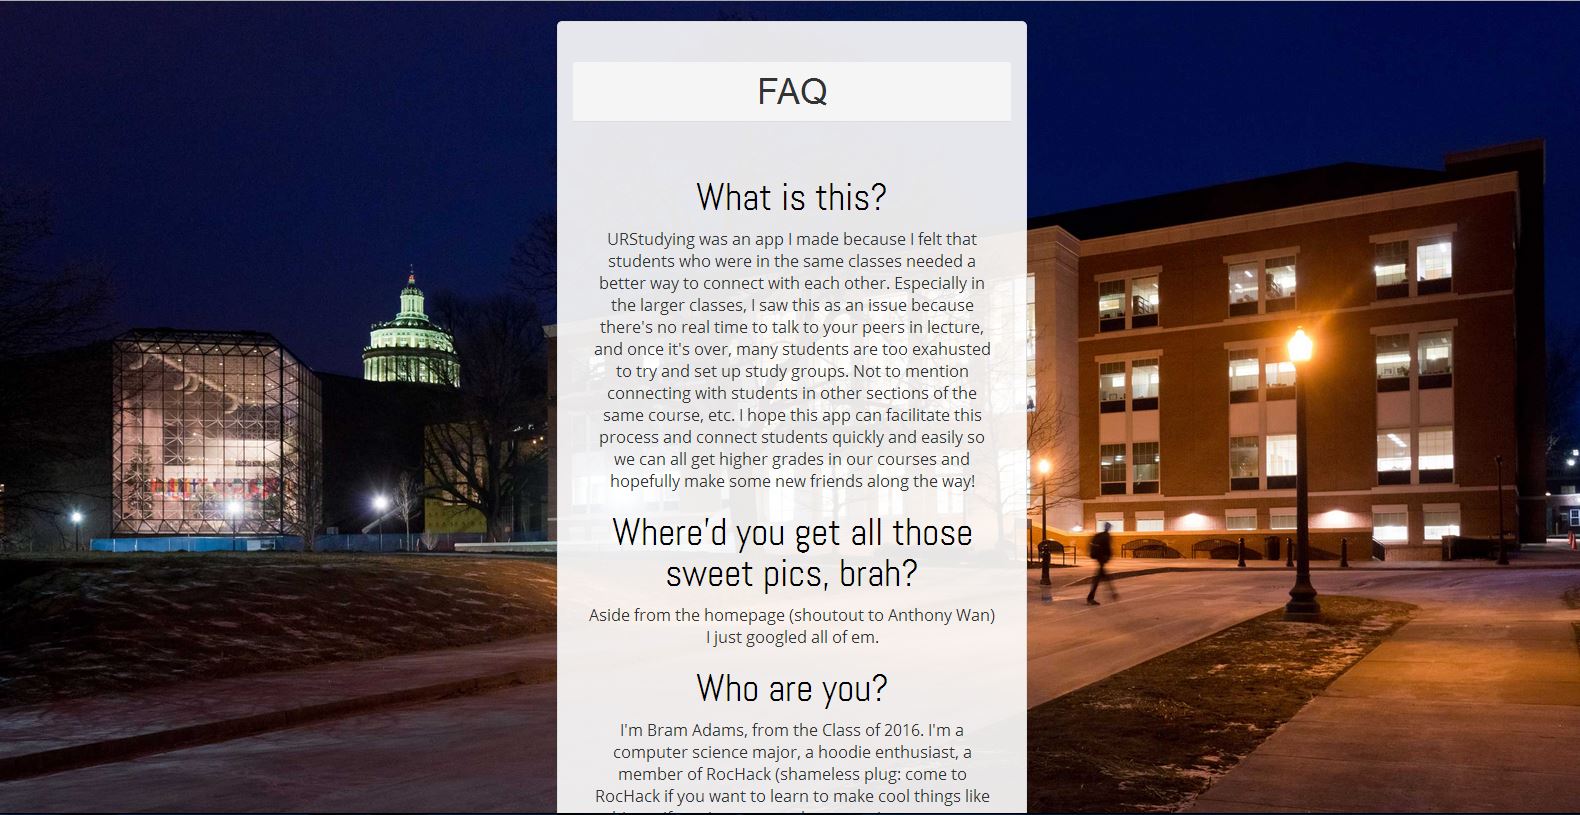 FAQ
What is this?
URStudying was an app I made because I felt that
students who were in the same classes needed a
better way to connect with each other. Especially in
the larger classes, I saw this as an issue because
there's no real time to talk to your peers in lecture,
and once it's over, many students are too exahusted
to try and set up study groups. Not to mention
connecting with students in other sections of the
same course, etc. I hope this app can facilitate this
process and connect students quickly and easily so
we can all get higher grades in our courses and
hopefully make some new friends along the way!
Where'd you get all those
sweet pics, brah?
Aside from the homepage (shoutout to Anthony Wan)
I just googled all of em.
Who are you?
I'm Bram Adams, from the Class of 2016. I'm a
computer science major, a hoodie enthusiast, a
member of RocHack (shameless plug: come to
RocHack if you want to learn to make cool things like